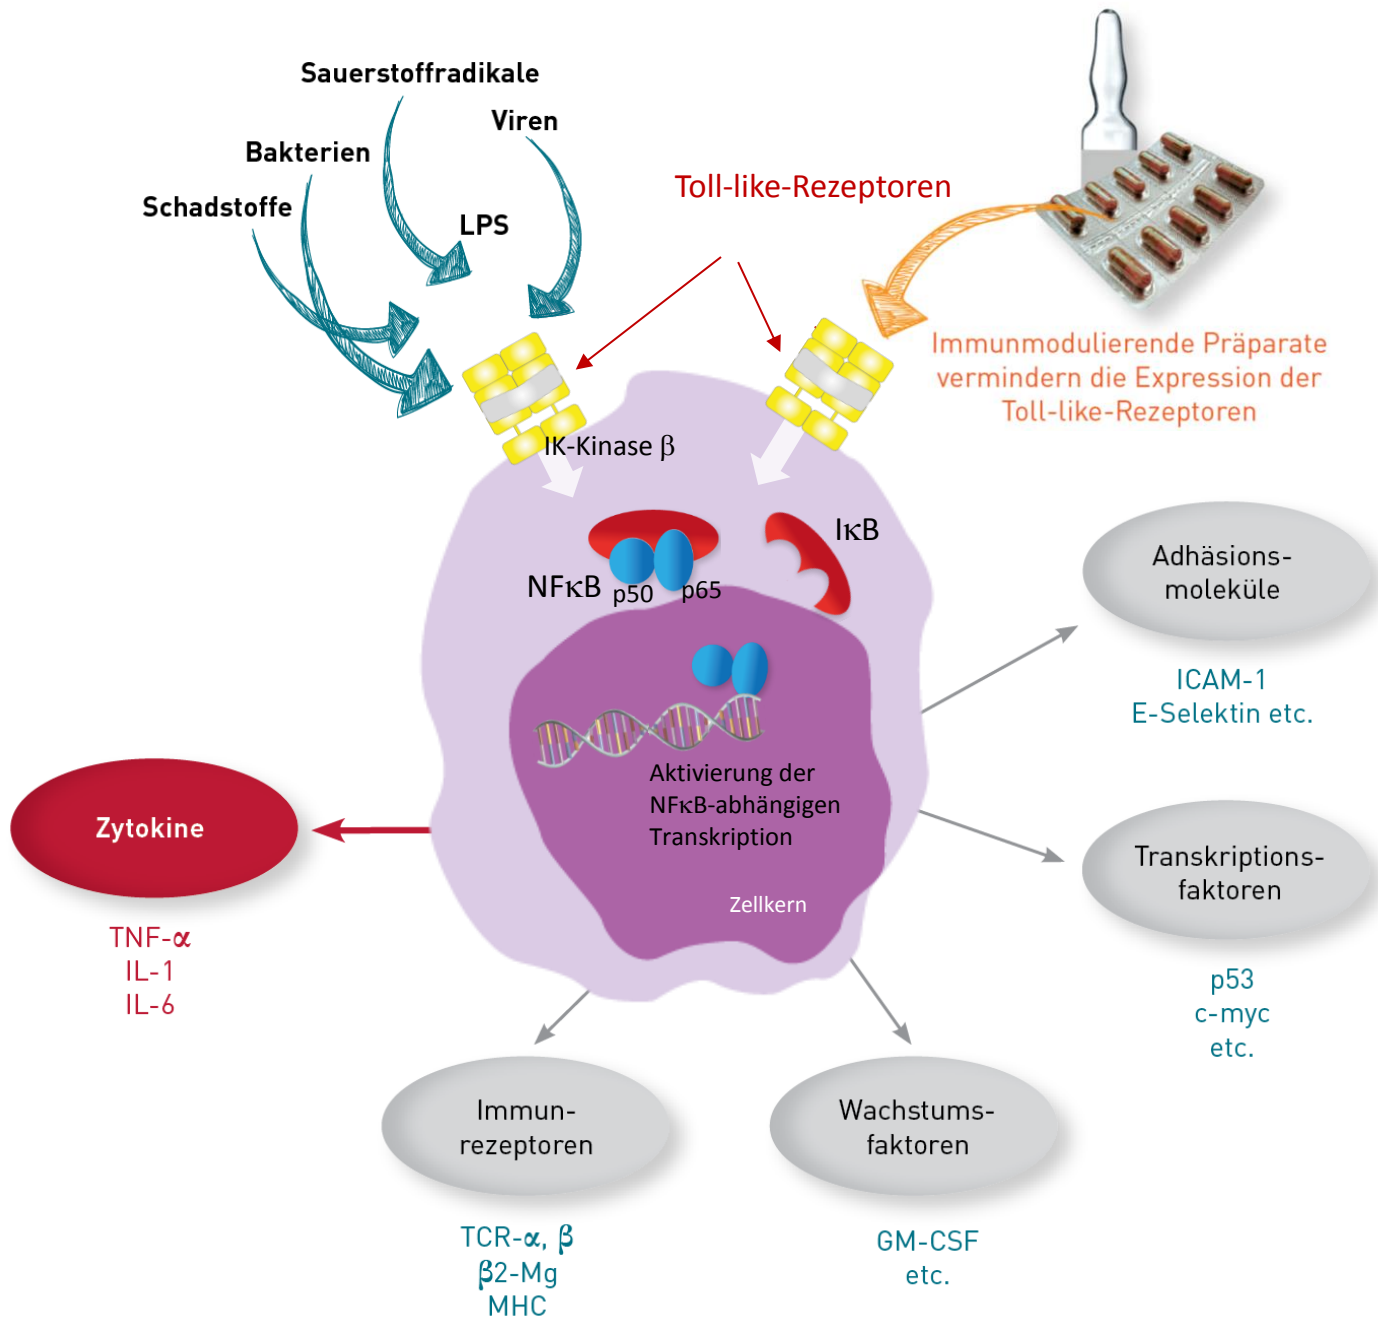 Sauerstoffradikale
Viren
Bakterien
Schadstoffe
LPS
Toll-like-Rezeptoren
Immunmodulierende Präparate
vermindern die Expression der
Toll-like-Rezeptoren
IK-Kinase β
IκB
NFκB
p50
p65
Adhäsions-
moleküle
ICAM-1
E-Selektin etc.
Aktivierung der
NFκB-abhängigen
Transkription
Zellkern
Zytokine
TNF-α
IL-1
IL-6
Transkriptions-
faktoren
p53
c-myc
etc.
Immun-
rezeptoren
TCR-α, β
β2-Mg
MHC
Wachstums-
faktoren
GM-CSF
etc.